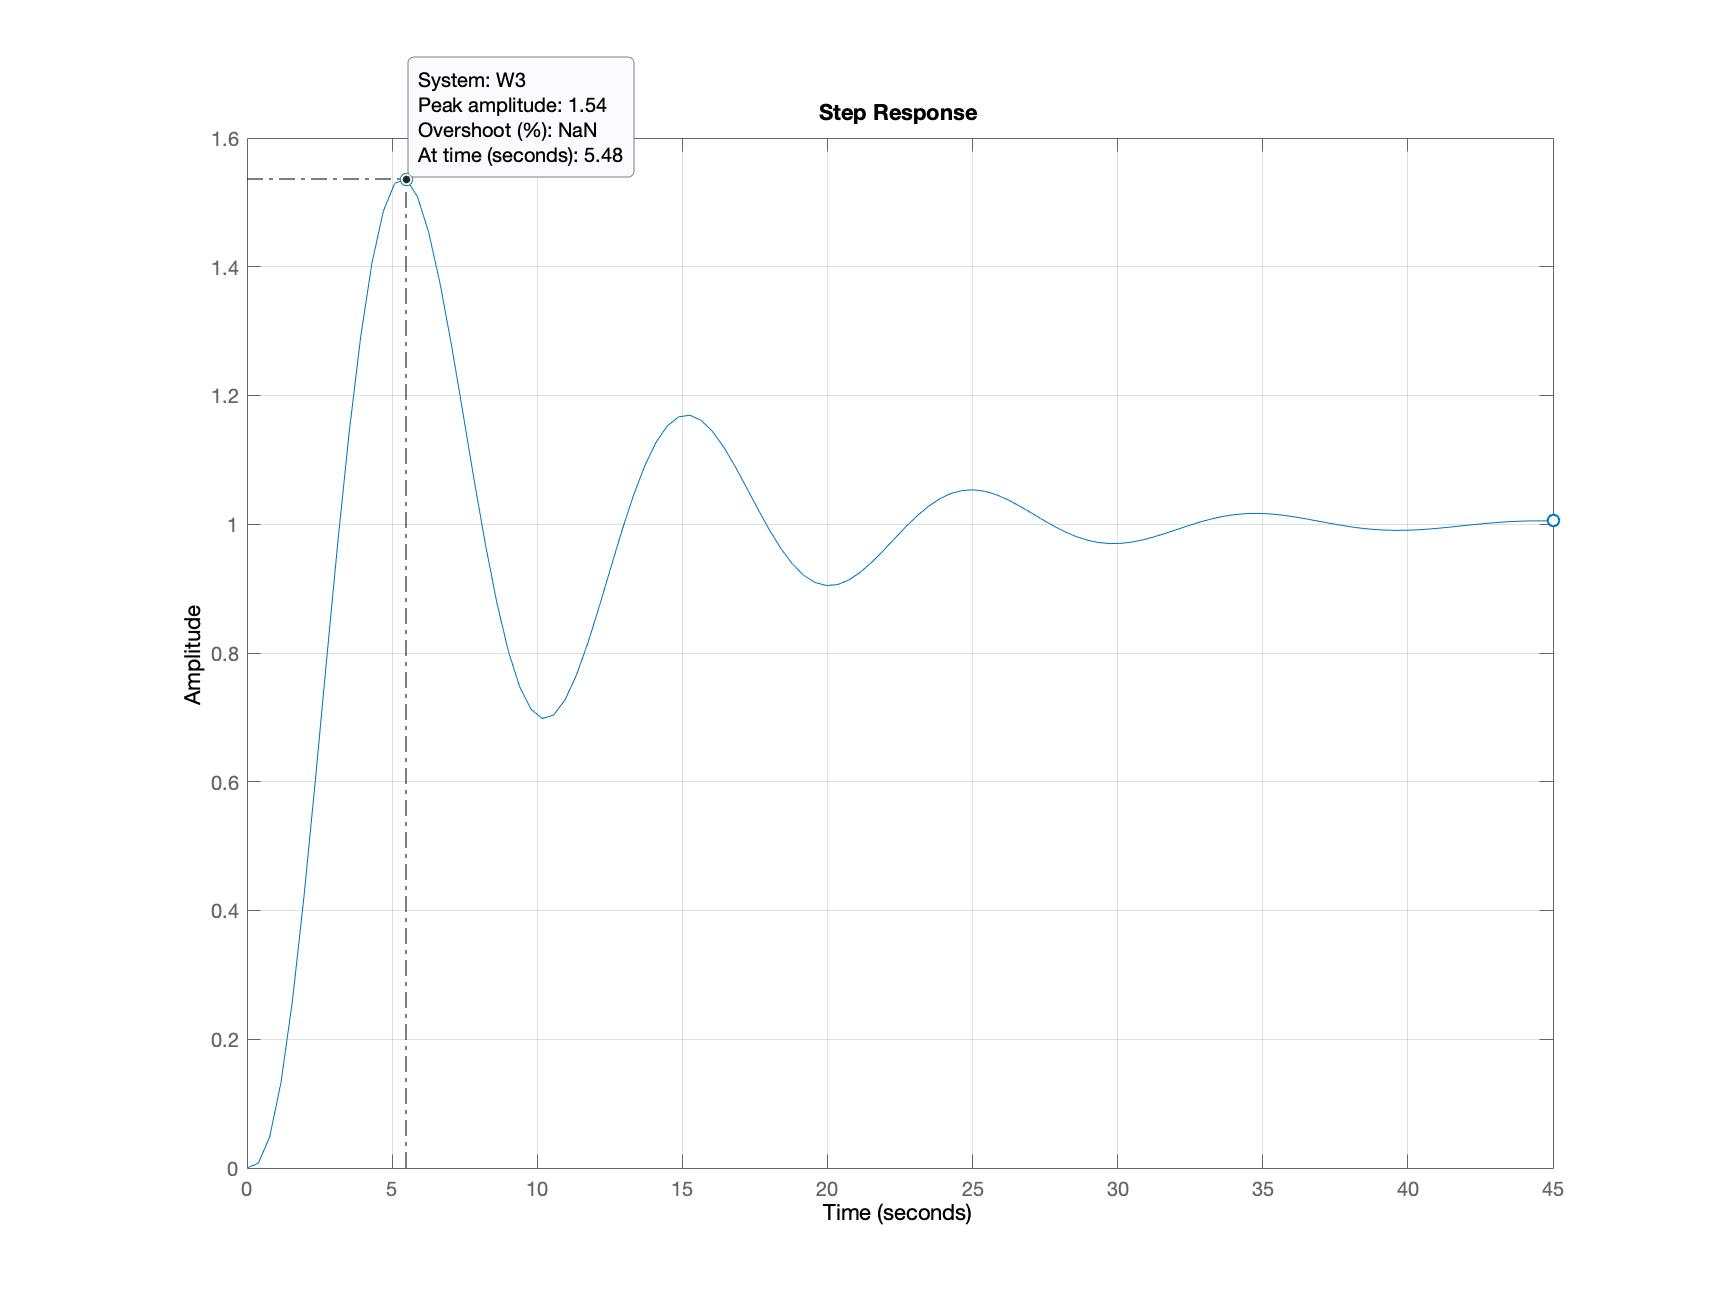 System: W3
Peak amplitude: 1.54
Overshoot (%): NaN
At time (seconds): 5.48
Step Response
1.6
1.4
1.2
1
0.8
0.6
0.4
0.2
0
Amplitude
0 5 10 15 20 25 30 35 40 45
Time (seconds)